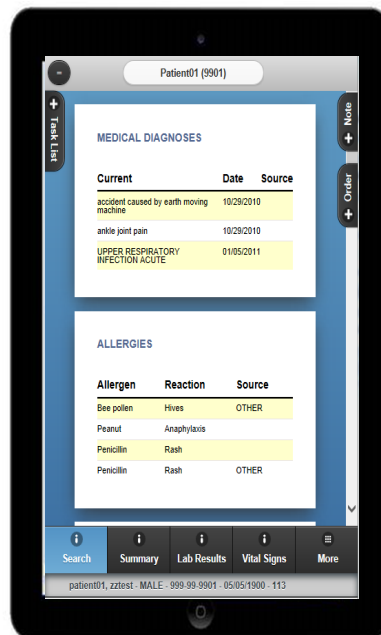 Patient01 (9901)
+ Task List
Note +
Order +
MEDICAL DIAGNOSES
Current Date Source
accident caused by earth moving machine 10/29/2010
ankle joint pain 10/29/2010
UPPER RESPIRATORY INFECTION ACUTE 01/05/2011
ALLERGIES
Allergen Reaction Source
Bee pollen Hives OTHER
Peanut Anaphylaxis
Penicillin Rash
Penicillin Rash OTHER
Search Summary Lab Results Vital Signs More
patient01, zztest - MALE - 999-99-9901 - 05/05/1900 - 113